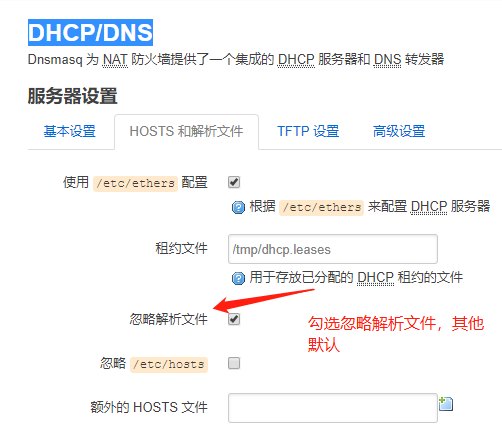 DHCP/DNS
Dnsmasq 为 NAT 防火墙提供了一个集成的 DHCP 服务器和 DNS 转发器
服务器设置
基本设置 HOSTS 和解析文件 TFTP 设置 高级设置
使用 /etc/ethers 配置
根据 /etc/ethers 来配置 DHCP 服务器
租约文件 /tmp/dhcp.leases
用于存放已分配的 DHCP 租约的文件
忽略解析文件
勾选忽略解析文件，其他
默认
忽略 /etc/hosts
额外的 HOSTS 文件